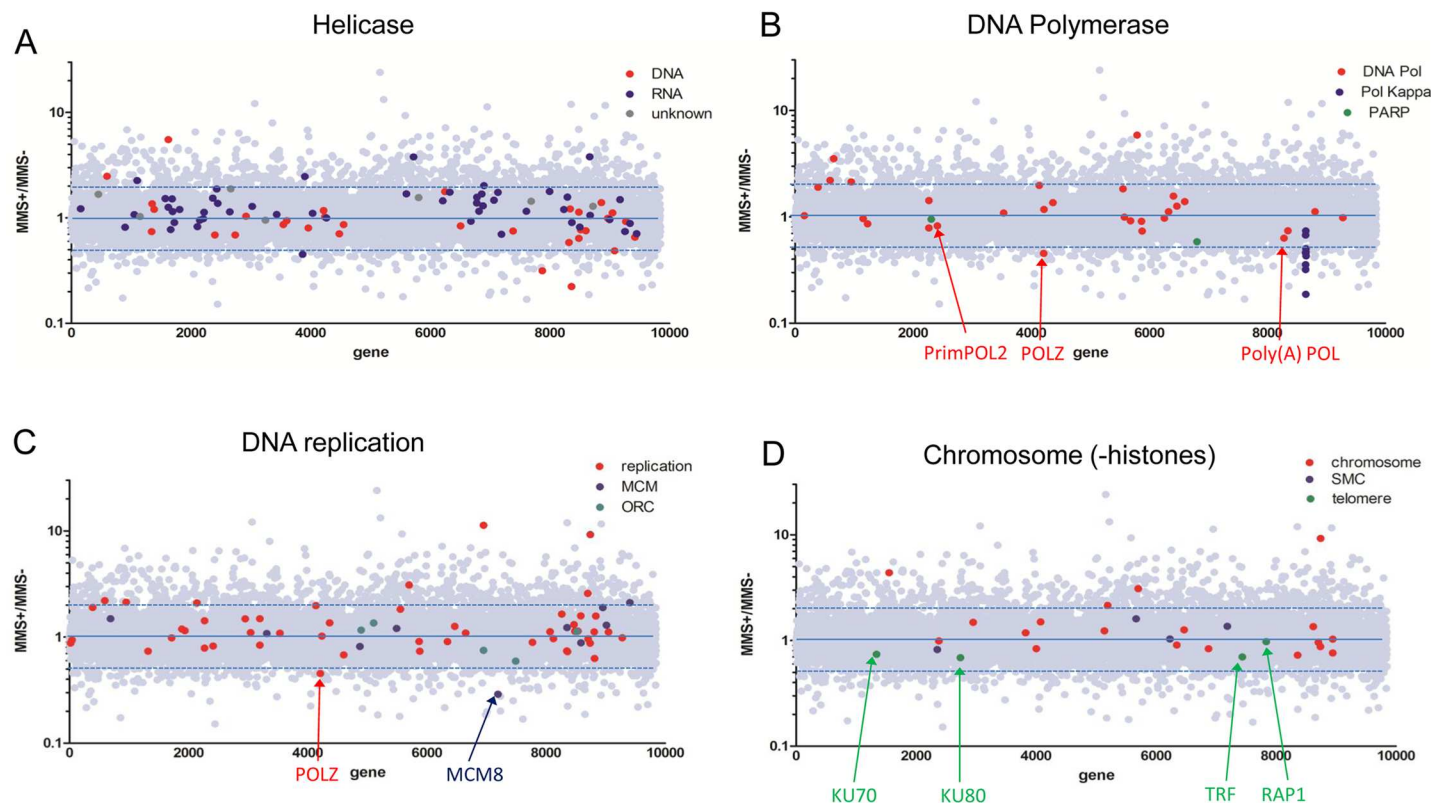 A
Helicase
DNA
RNA
unknown
MMS+/MMS-
10
1
0.1
0
2000
4000
6000
8000
10000
gene
B
DNA Polymerase
DNA Pol
Pol Kappa
PARP
MMS+/MMS-
10
1
0.1
0
2000
4000
6000
8000
10000
PrimPOL2
POLZ
gene
Poly(A) POL
C
DNA replication
replication
MCM
ORC
MMS+/MMS-
10
1
0.1
0
2000
4000
6000
8000
10000
POLZ
gene
MCM8
D
Chromosome (-histones)
chromosome
SMC
telomere
MMS+/MMS-
10
1
0.1
0
2000
4000
6000
8000
10000
gene
KU70
KU80
TRF
RAP1